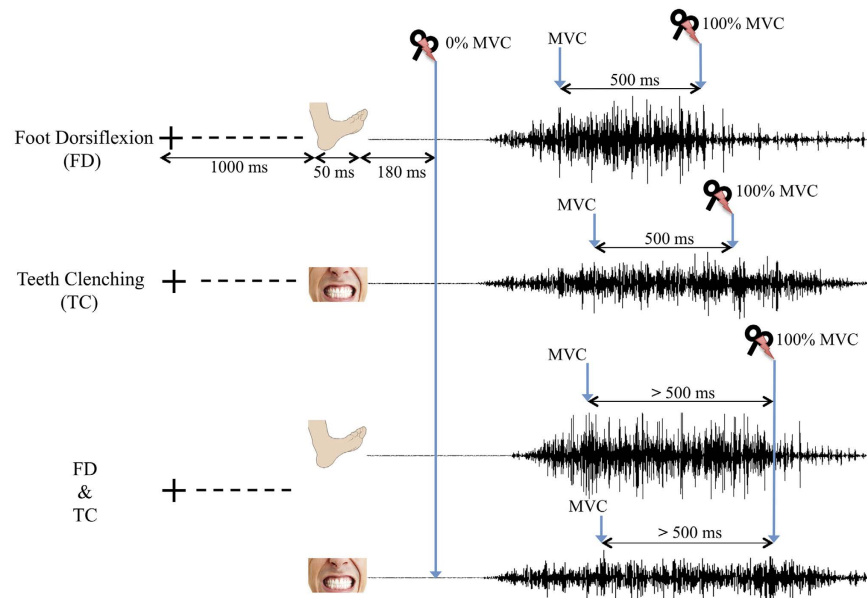 0% MVC
MVC
100% MVC
500 ms
Foot Dorsiflexion
(FD)
1000 ms
50 ms
180 ms
MVC
100% MVC
500 ms
Teeth Clenching
(TC)
100% MVC
MVC
> 500 ms
FD
&
TC
MVC
> 500 ms